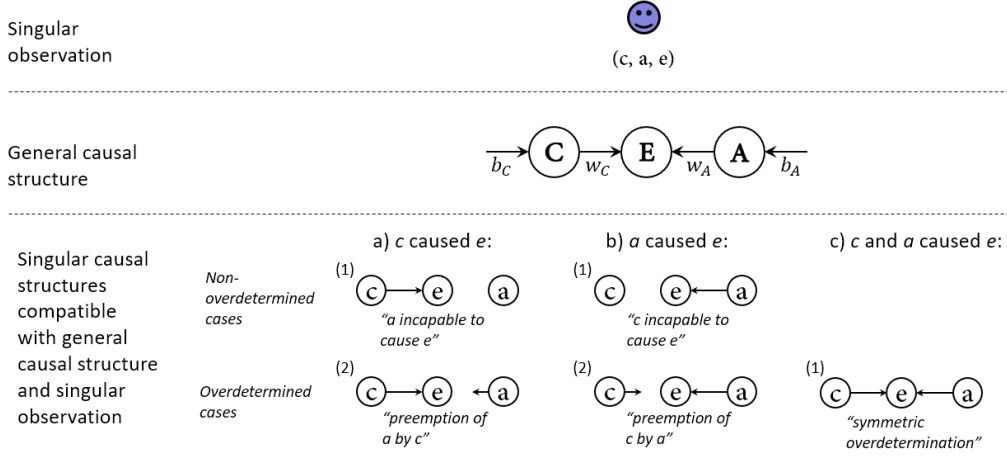 Singular
observation
(c, a, e)
General causal
structure
b_C C w_C E w_A A b_A
Singular causal
structures
compatible
with general
causal structure
and singular
observation
a) c caused e:
b) a caused e:
c) c and a caused e:
Non-
overdetermined
cases
(1) c e a
"a incapable to
cause e"
(1) c e a
"c incapable to
cause e"
Overdetermined
cases
(2) c e a
"preemption of
a by c"
(2) c e a
"preemption of
c by a"
(1) c e a
"symmetric
overdetermination"